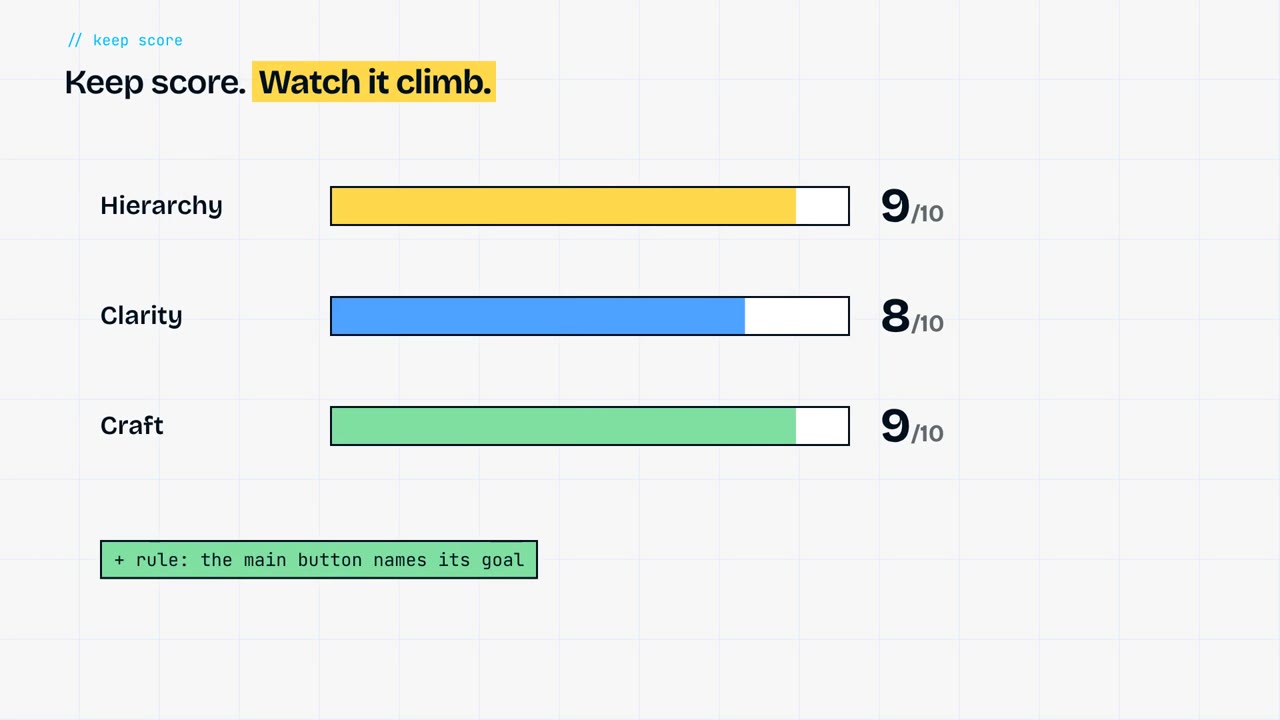 // keep score
Keep score. Watch it climb.
Hierarchy 9/10
Clarity 8/10
Craft 9/10
+ rule: the main button names its goal